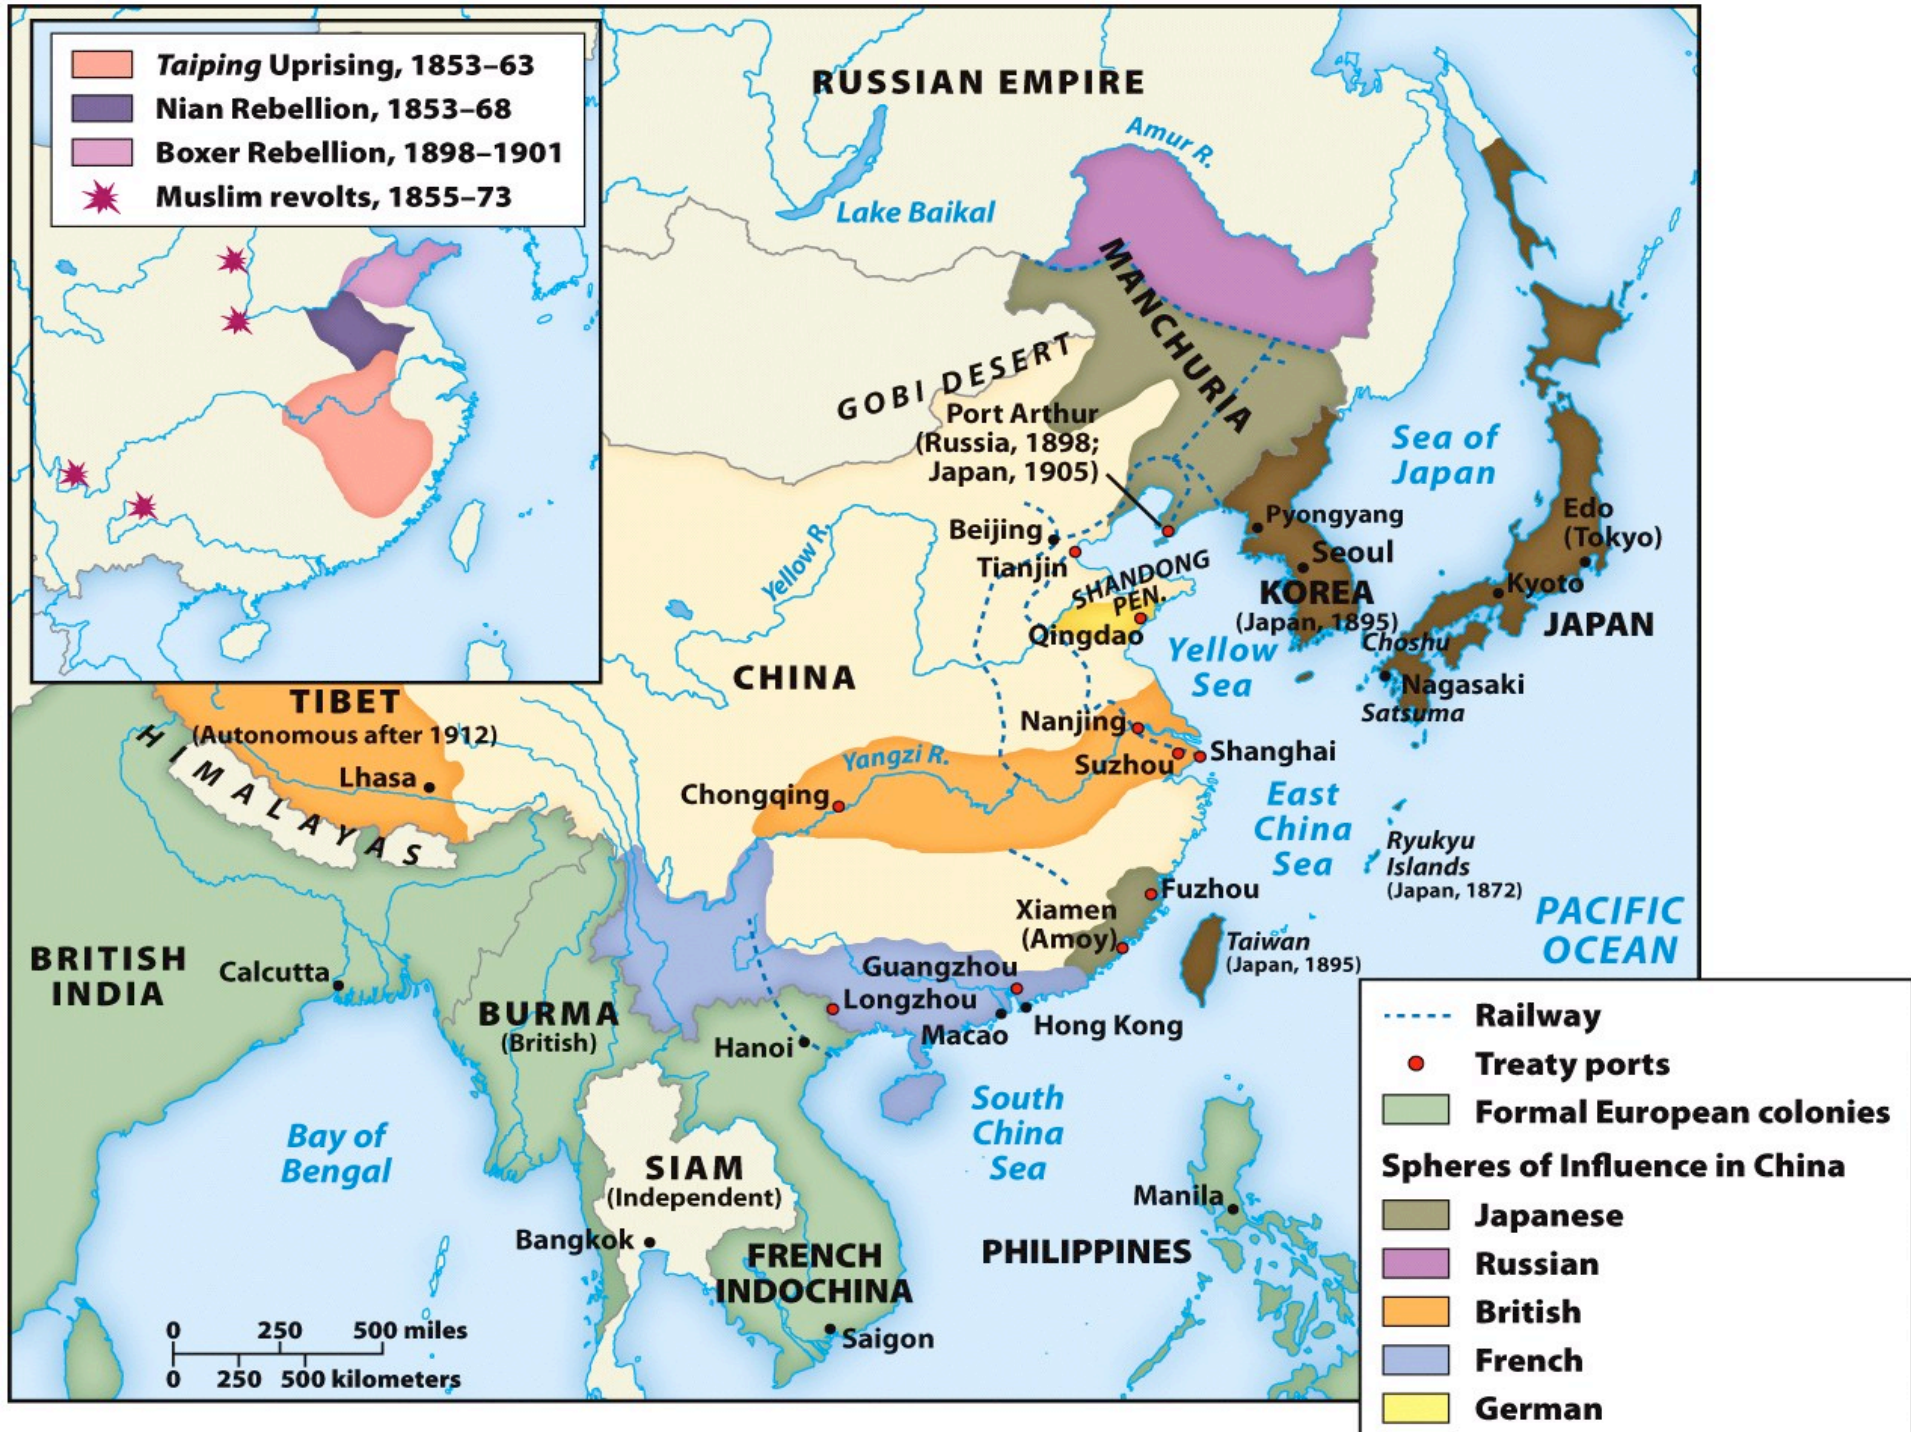 Taiping Uprising, 1853–63
Nian Rebellion, 1853–68
Boxer Rebellion, 1898–1901
Muslim revolts, 1855–73
RUSSIAN EMPIRE
Amur R.
Lake Baikal
MANCHURIA
GOBI DESERT
Port Arthur
(Russia, 1898;
Japan, 1905)
Sea of
Japan
Beijing
Tianjin
Yellow R.
SHANDONG
PEN.
Qingdao
Pyongyang
Seoul
KOREA
(Japan, 1895)
Edo
(Tokyo)
Kyoto
JAPAN
Choshu
Nagasaki
Satsuma
Yellow
Sea
CHINA
TIBET
(Autonomous after 1912)
Lhasa
HIMALAYAS
Nanjing
Suzhou
Shanghai
Yangzi R.
Chongqing
East
China
Sea
Ryukyu
Islands
(Japan, 1872)
PACIFIC
OCEAN
Fuzhou
Xiamen
(Amoy)
Taiwan
(Japan, 1895)
Guangzhou
Longzhou
Macao
Hong Kong
BRITISH
INDIA
Calcutta
BURMA
(British)
Hanoi
South
China
Sea
Bay of
Bengal
SIAM
(Independent)
Bangkok
FRENCH
INDOCHINA
Saigon
Manila
PHILIPPINES
0 250 500 miles
0 250 500 kilometers
Railway
Treaty ports
Formal European colonies
Spheres of Influence in China
Japanese
Russian
British
French
German